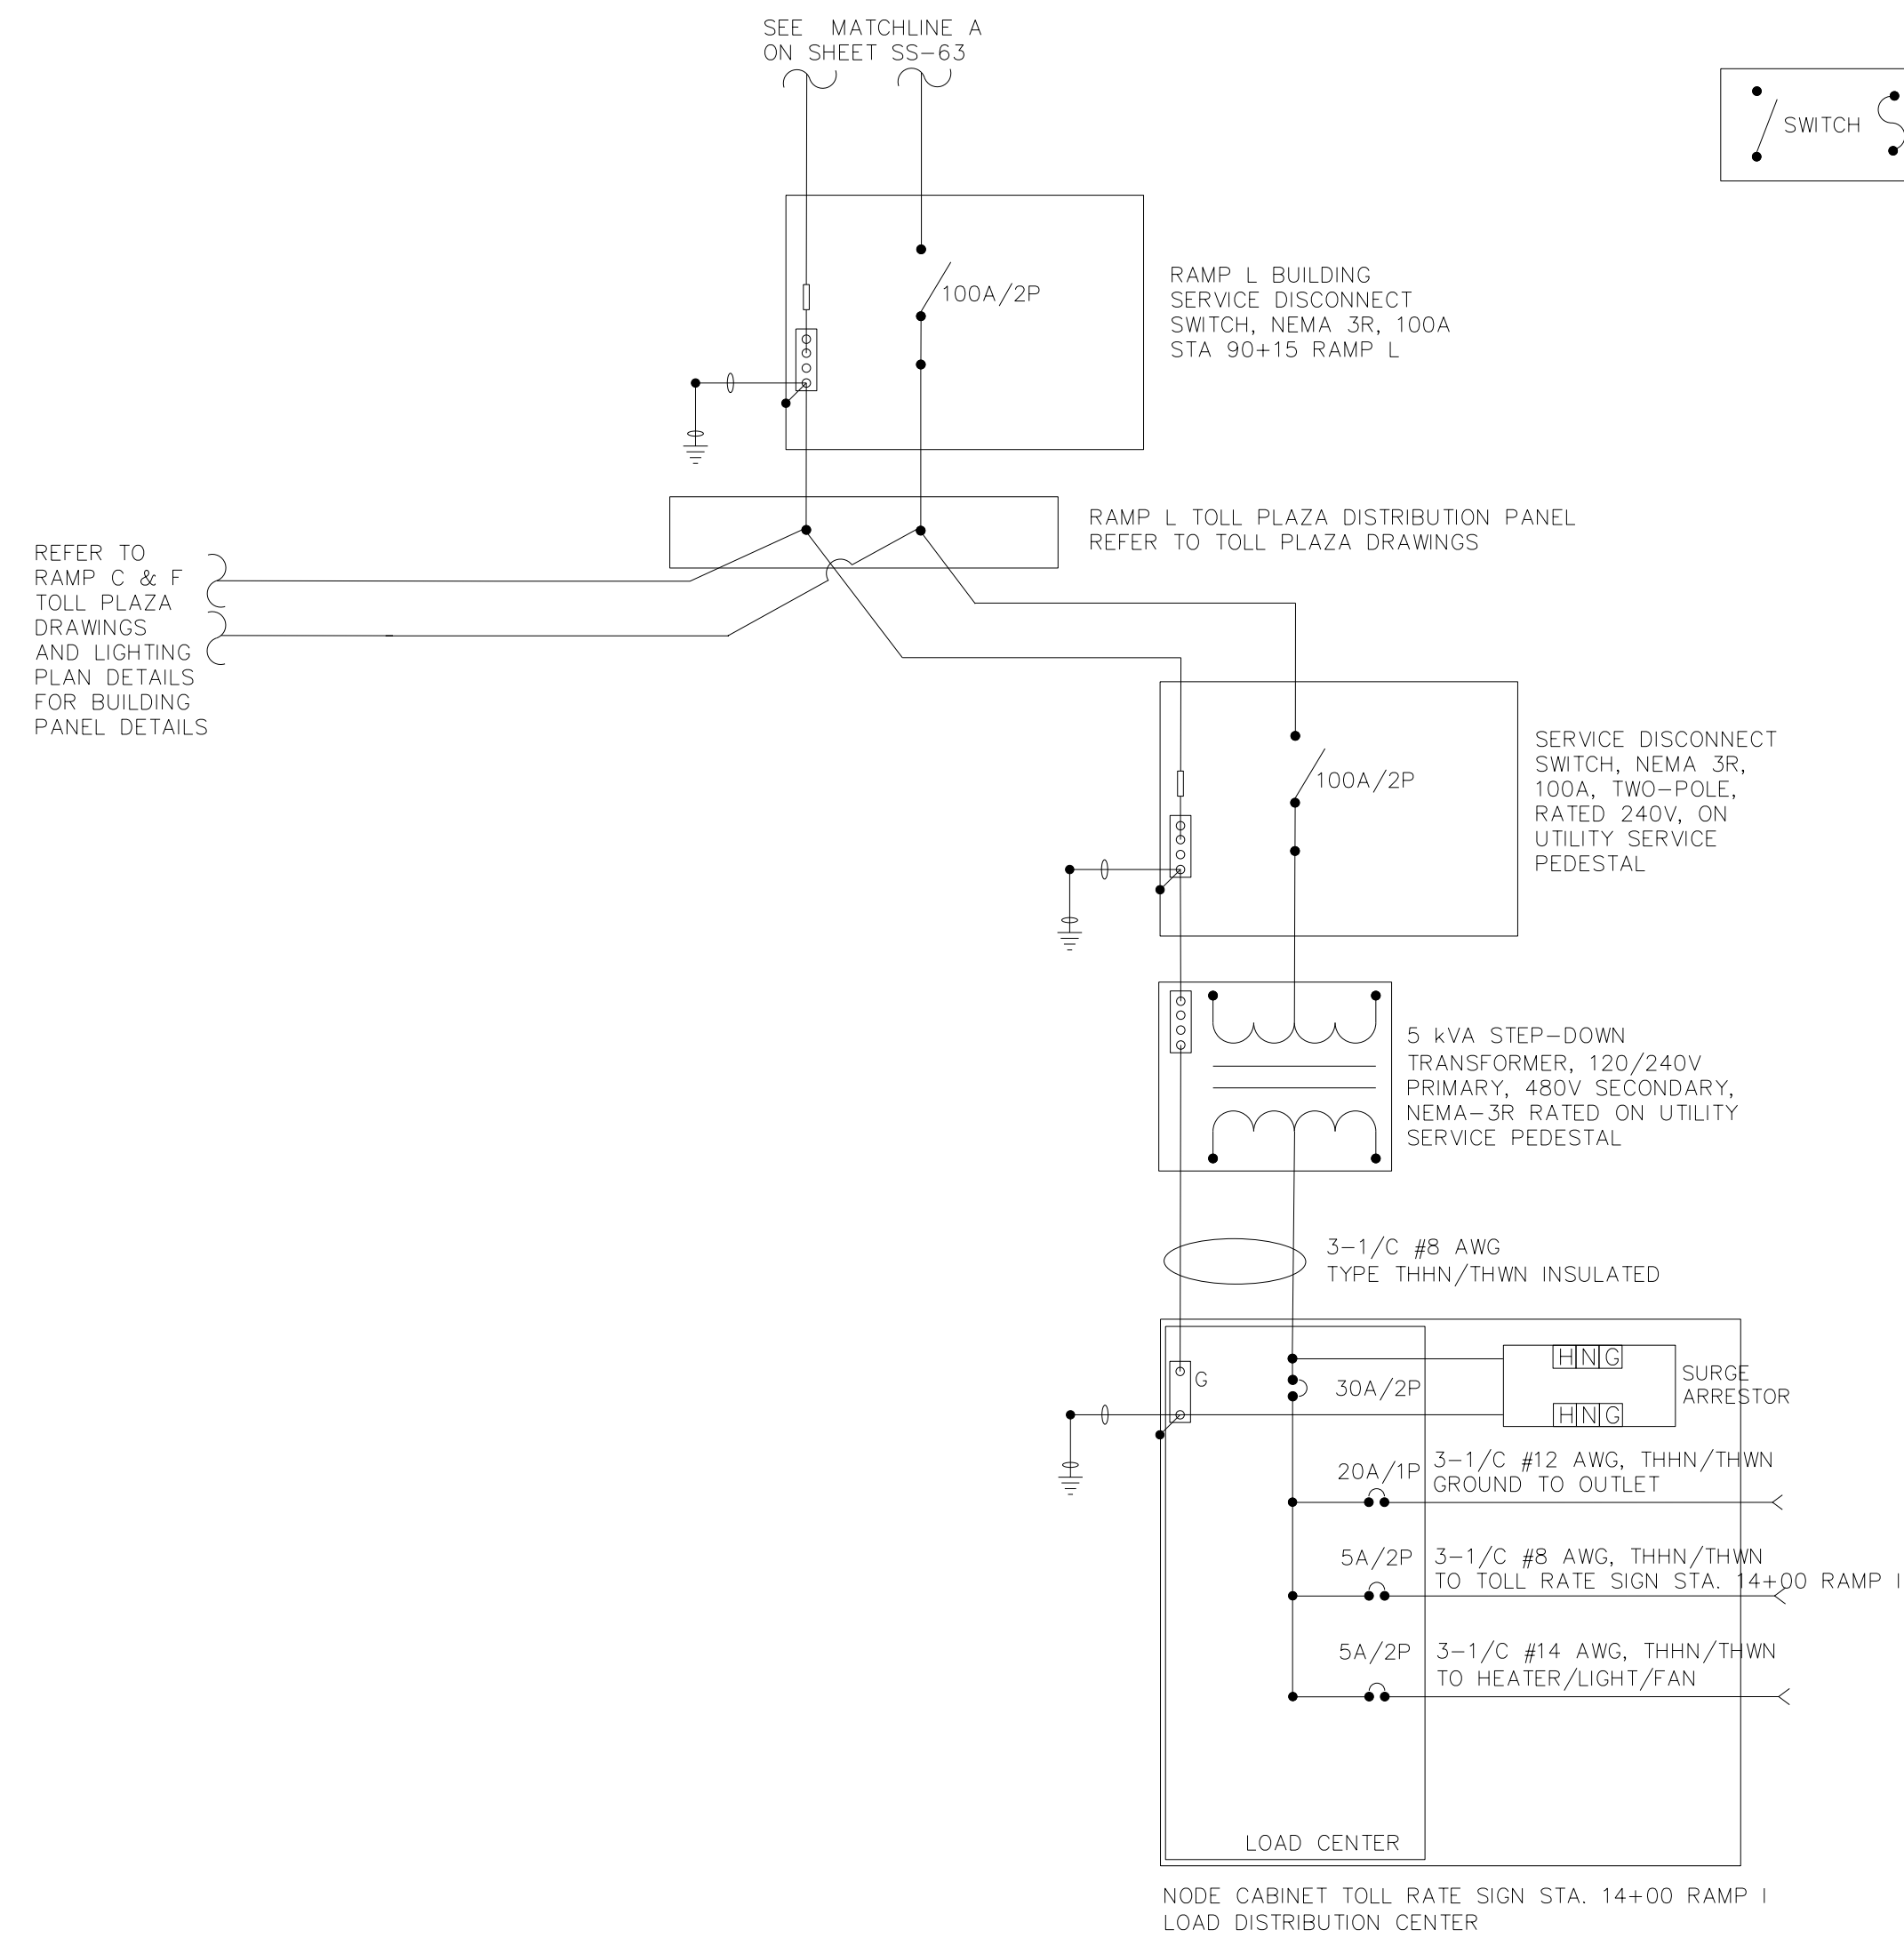 SEE MATCHLINE A
ON SHEET SS-63
SWITCH
100A/2P
RAMP L BUILDING
SERVICE DISCONNECT
SWITCH, NEMA 3R, 100A
STA 90+15 RAMP L
RAMP L TOLL PLAZA DISTRIBUTION PANEL
REFER TO TOLL PLAZA DRAWINGS
REFER TO
RAMP C & F
TOLL PLAZA
DRAWINGS
AND LIGHTING
PLAN DETAILS
FOR BUILDING
PANEL DETAILS
100A/2P
SERVICE DISCONNECT
SWITCH, NEMA 3R,
100A, TWO-POLE,
RATED 240V, ON
UTILITY SERVICE
PEDESTAL
5 kVA STEP-DOWN
TRANSFORMER, 120/240V
PRIMARY, 480V SECONDARY,
NEMA-3R RATED ON UTILITY
SERVICE PEDESTAL
3-1/C #8 AWG
TYPE THHN/THWN INSULATED
G
30A/2P
H N G
H N G
SURGE
ARRESTOR
20A/1P
3-1/C #12 AWG, THHN/THWN
GROUND TO OUTLET
5A/2P
3-1/C #8 AWG, THHN/THWN
TO TOLL RATE SIGN STA. 14+00 RAMP I
5A/2P
3-1/C #14 AWG, THHN/THWN
TO HEATER/LIGHT/FAN
LOAD CENTER
NODE CABINET TOLL RATE SIGN STA. 14+00 RAMP I
LOAD DISTRIBUTION CENTER